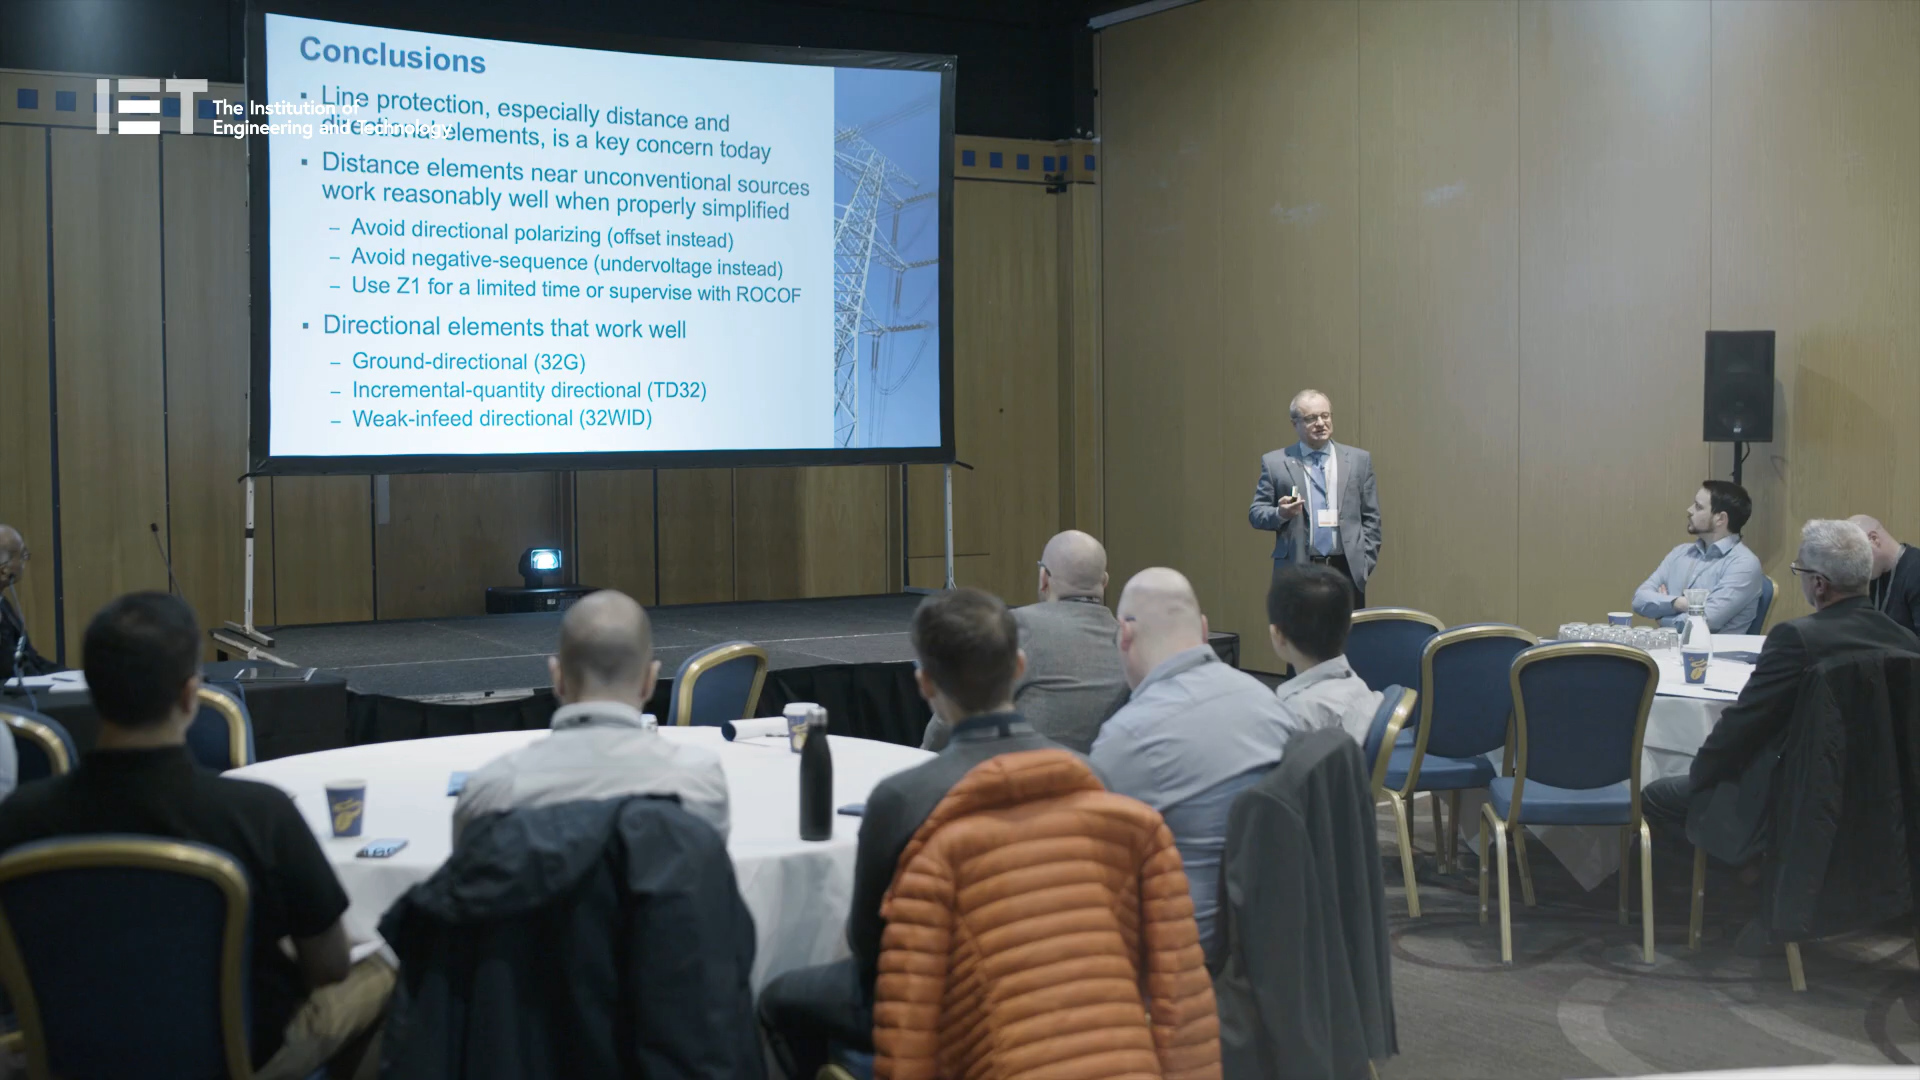 Conclusions
IET The Institution of
Engineering and Technology
▪ Line protection, especially distance and
directional elements, is a key concern today
▪ Distance elements near unconventional sources
work reasonably well when properly simplified
– Avoid directional polarizing (offset instead)
– Avoid negative-sequence (undervoltage instead)
– Use Z1 for a limited time or supervise with ROCOF
▪ Directional elements that work well
– Ground-directional (32G)
– Incremental-quantity directional (TD32)
– Weak-infeed directional (32WID)